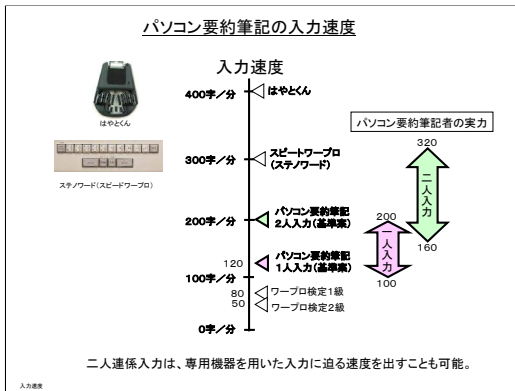 パソコン要約筆記の入力速度
入力速度
400字／分
はやとくん
はやとくん
パソコン要約筆記者の実力
320
300字／分
スピートワープロ
(ステノワード)
ステノワード(スピードワープロ)
二人入力
200字／分
パソコン要約筆記
2人入力(基準案)
200
一人入力
160
120
パソコン要約筆記
1人入力(基準案)
100字／分
100
80
ワープロ検定1級
50
ワープロ検定2級
0字／分
二人連係入力は、専用機器を用いた入力に迫る速度を出すことも可能。
入力速度